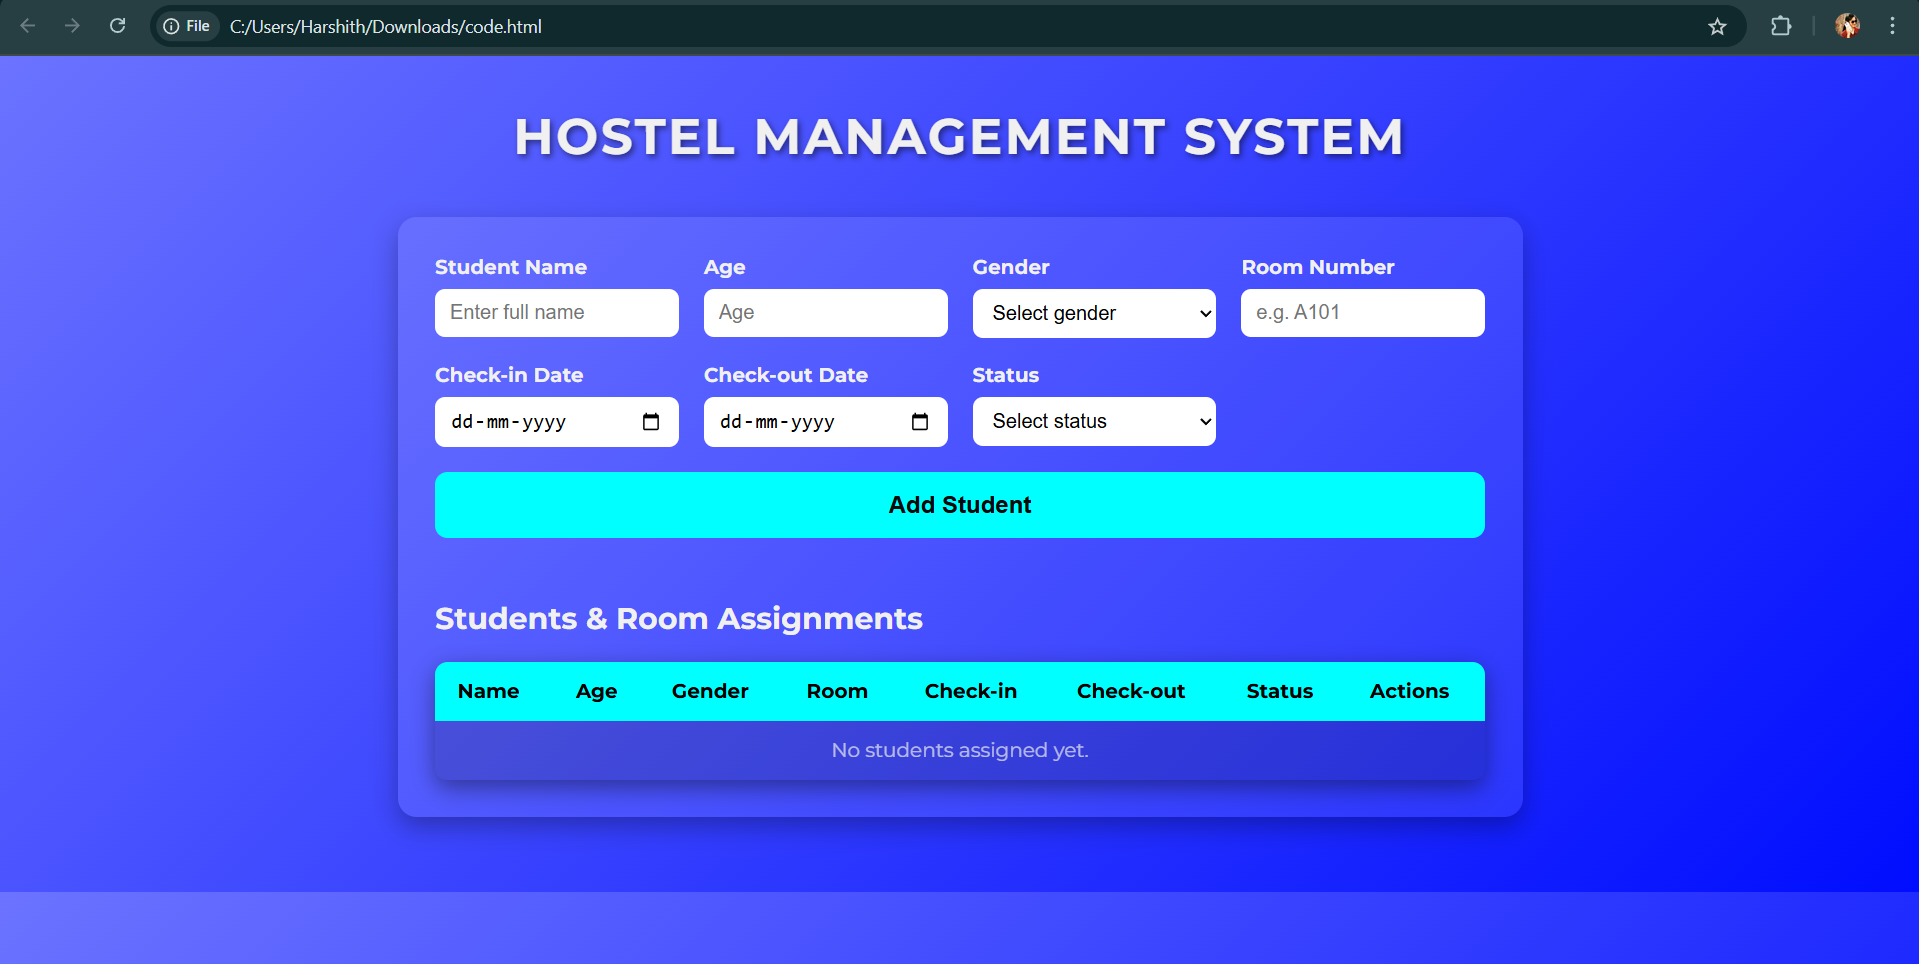 File C:/Users/Harshith/Downloads/code.html
HOSTEL MANAGEMENT SYSTEM
Student Name Age Gender Room Number
Enter full name Age Select gender e.g. A101
Check-in Date Check-out Date Status
dd-mm-yyyy dd-mm-yyyy Select status
Add Student
Students & Room Assignments
Name Age Gender Room Check-in Check-out Status Actions
No students assigned yet.